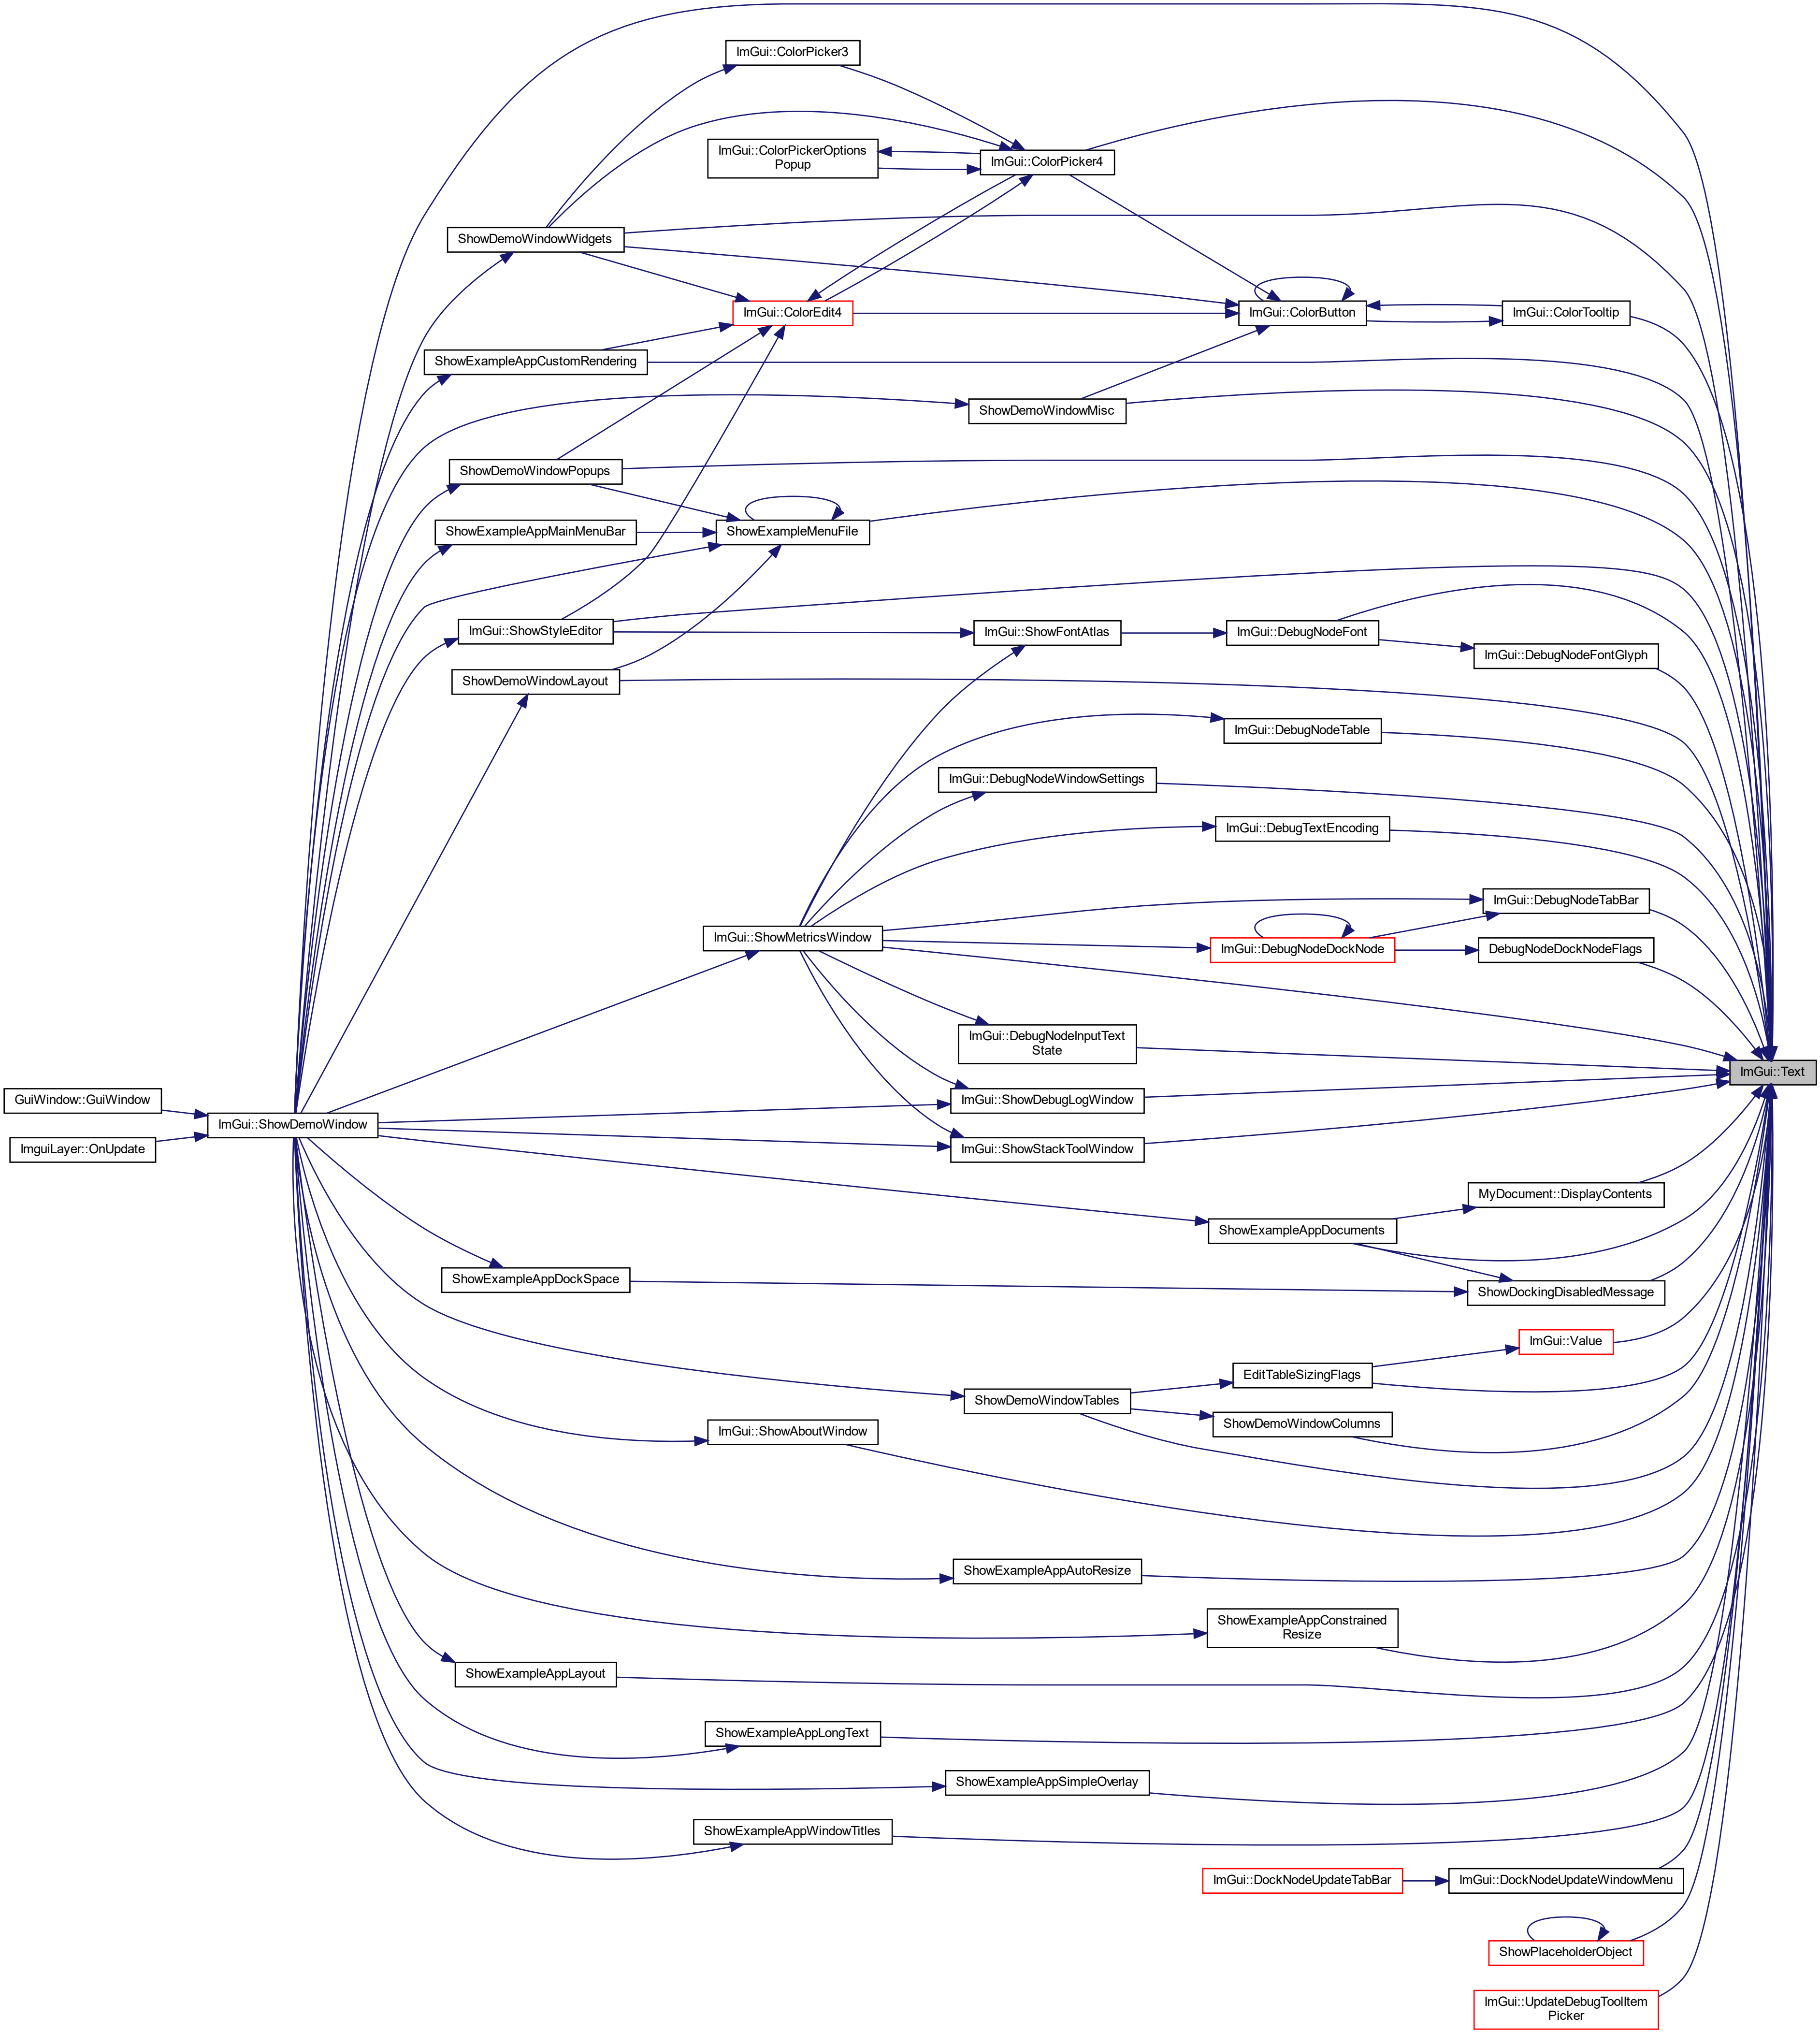 ImGui::ColorPicker3
ImGui::ColorPickerOptions
Popup
ImGui::ColorPicker4
ShowDemoWindowWidgets
ImGui::ColorEdit4
ImGui::ColorButton
ImGui::ColorTooltip
ShowExampleAppCustomRendering
ShowDemoWindowMisc
ShowDemoWindowPopups
ShowExampleAppMainMenuBar
ShowExampleMenuFile
ImGui::ShowStyleEditor
ImGui::ShowFontAtlas
ImGui::DebugNodeFont
ImGui::DebugNodeFontGlyph
ShowDemoWindowLayout
ImGui::DebugNodeTable
ImGui::DebugNodeWindowSettings
ImGui::DebugTextEncoding
ImGui::DebugNodeTabBar
ImGui::ShowMetricsWindow
ImGui::DebugNodeDockNode
DebugNodeDockNodeFlags
ImGui::DebugNodeInputText
State
ImGui::Text
GuiWindow::GuiWindow
ImGui::ShowDebugLogWindow
ImGui::ShowDemoWindow
ImguiLayer::OnUpdate
ImGui::ShowStackToolWindow
MyDocument::DisplayContents
ShowExampleAppDocuments
ShowExampleAppDockSpace
ShowDockingDisabledMessage
ImGui::Value
EditTableSizingFlags
ShowDemoWindowTables
ShowDemoWindowColumns
ImGui::ShowAboutWindow
ShowExampleAppAutoResize
ShowExampleAppConstrained
Resize
ShowExampleAppLayout
ShowExampleAppLongText
ShowExampleAppSimpleOverlay
ShowExampleAppWindowTitles
ImGui::DockNodeUpdateTabBar
ImGui::DockNodeUpdateWindowMenu
ShowPlaceholderObject
ImGui::UpdateDebugToolItem
Picker